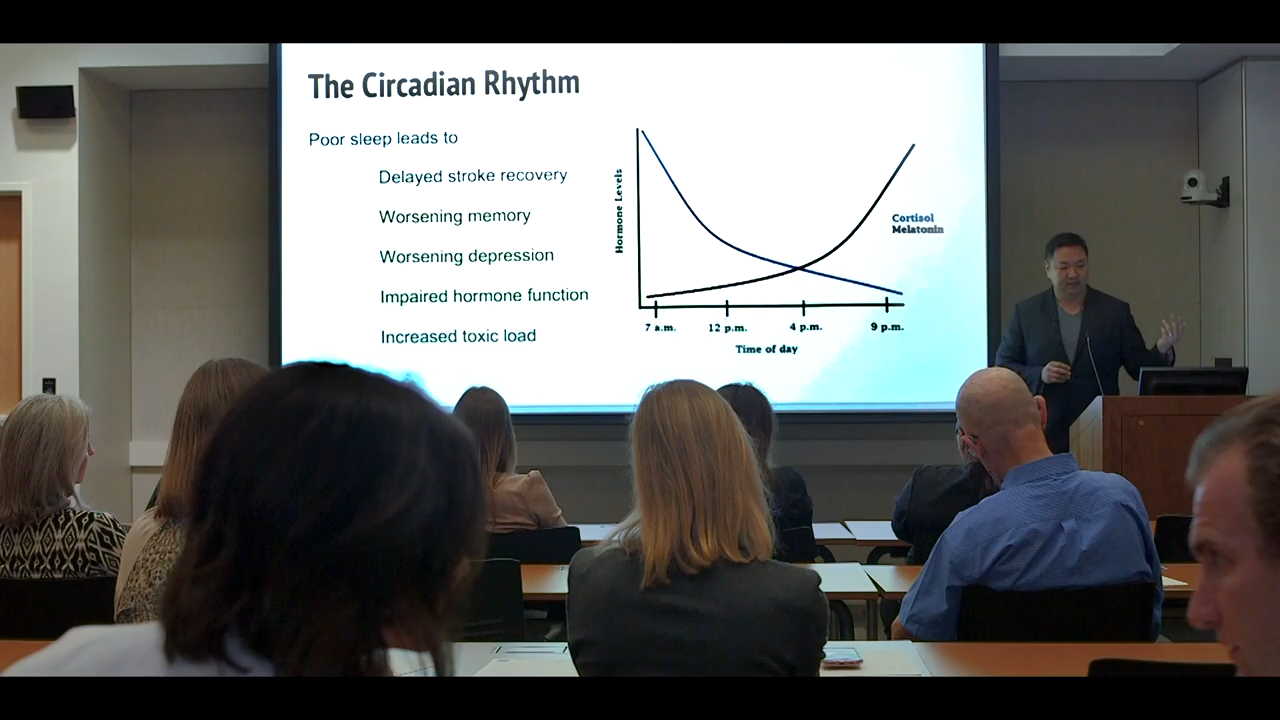 The Circadian Rhythm
Poor sleep leads to
Delayed stroke recovery
Worsening memory
Worsening depression
Impaired hormone function
Increased toxic load
Hormone Levels
Cortisol
Melatonin
7 a.m. 12 p.m. 4 p.m. 9 p.m.
Time of day